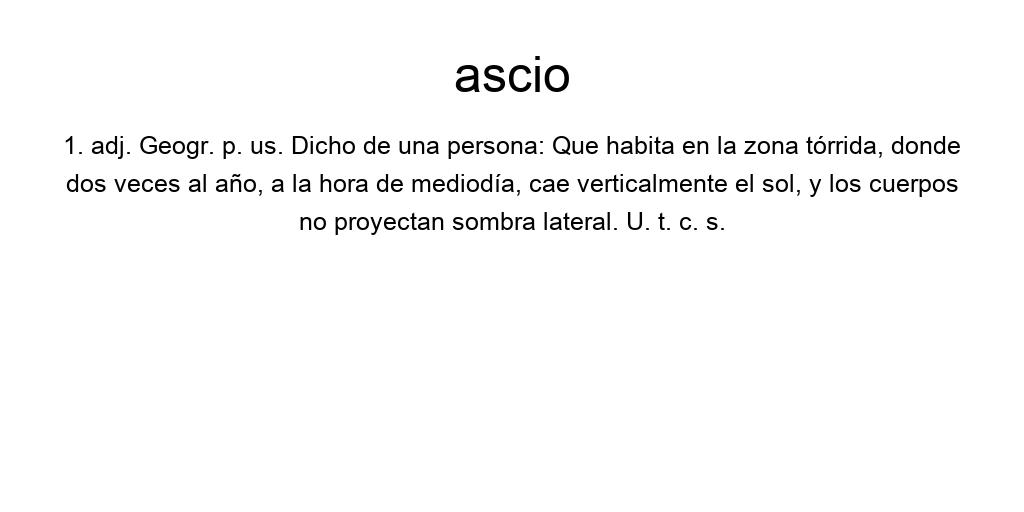 ascio
1. adj. Geogr. p. us. Dicho de una persona: Que habita en la zona tórrida, donde
dos veces al año, a la hora de mediodía, cae verticalmente el sol, y los cuerpos
no proyectan sombra lateral. U. t. c. s.